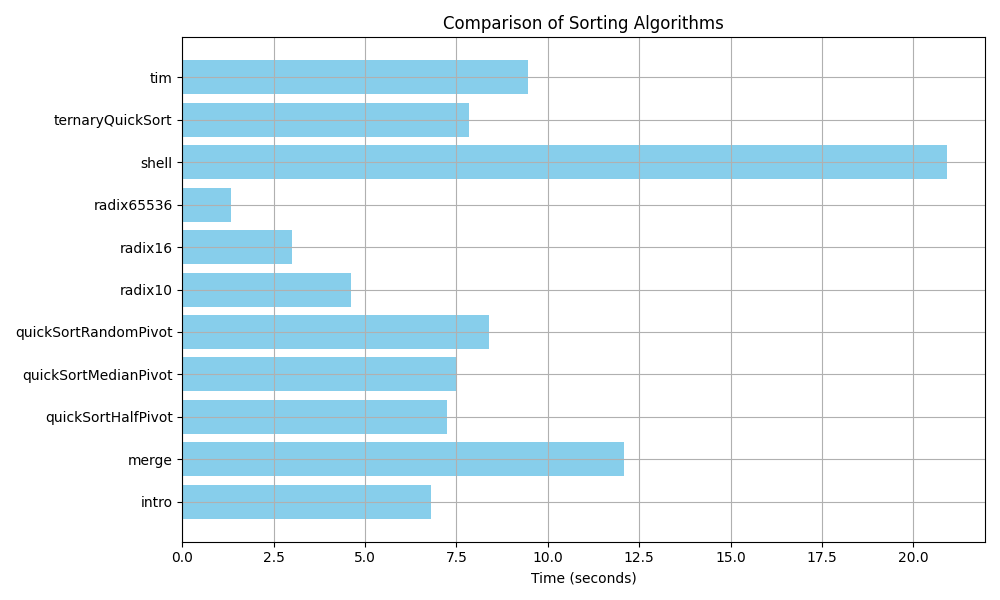 Comparison of Sorting Algorithms
tim
ternaryQuickSort
shell
radix65536
radix16
radix10
quickSortRandomPivot
quickSortMedianPivot
quickSortHalfPivot
merge
intro
0.0 2.5 5.0 7.5 10.0 12.5 15.0 17.5 20.0
Time (seconds)